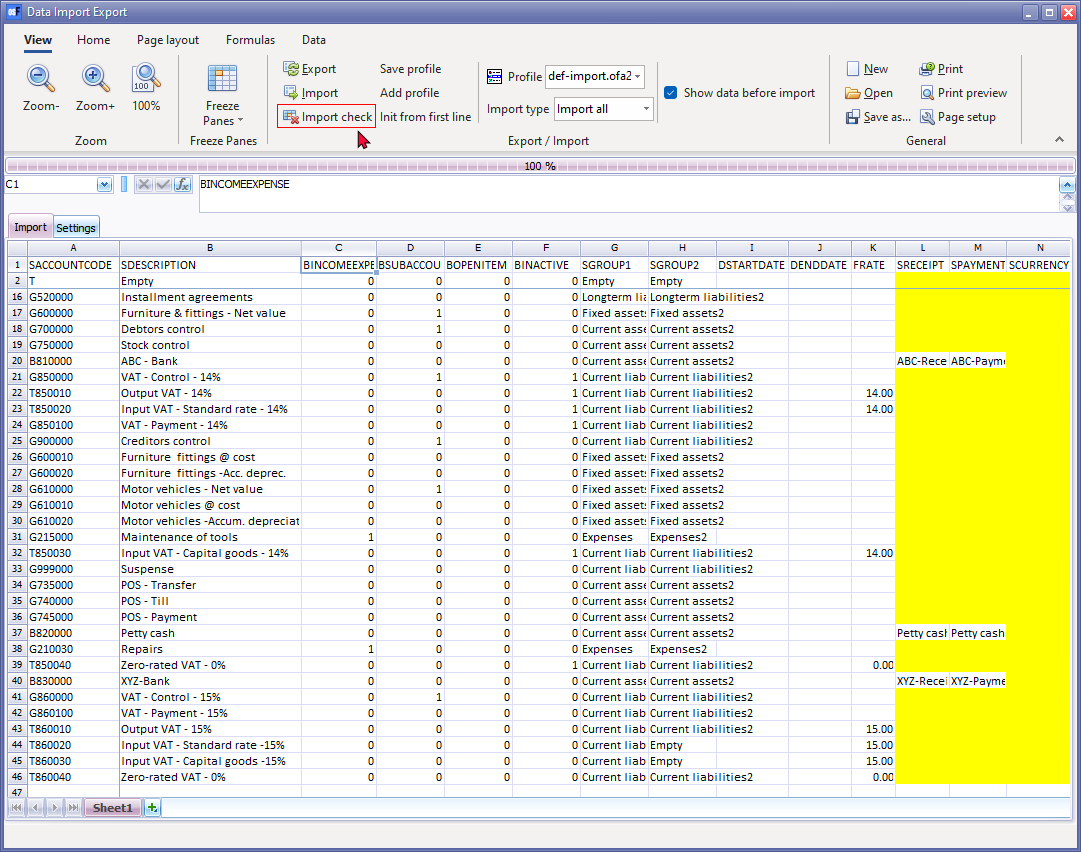 Data Import Export
View Home Page layout Formulas Data
Zoom- Zoom+ 100 100% Freeze Panes
Export Save profile
Import Add profile
Import check Init from first line
Profile def-import.ofa2
Import type Import all
Show data before import
New Print
Open Print preview
Save as... Page setup
Zoom Freeze Panes Export / Import General
100 %
C1 fx BINCOMEEXPENSE
Import Settings
A B C D E F G H I J K L M N
1 SACCOUNTCODE SDESCRIPTION BINCOMEEXPE BSUBACCOU BOPENITEM BINACTIVE SGROUP1 SGROUP2 DSTARTDATE DENDDATE FRATE SRECEIPT SPAYMENT SCURRENCY
2 T Empty 0 0 0 0 Empty Empty
16 G520000 Installment agreements 0 0 0 0 Longterm lia Longterm liabilities2
17 G600000 Furniture & fittings - Net value 0 1 0 0 Fixed assets Fixed assets2
18 G700000 Debtors control 0 1 0 0 Current asse Current assets2
19 G750000 Stock control 0 0 0 0 Current asse Current assets2
20 B810000 ABC - Bank 0 0 0 0 Current asse Current assets2 ABC-Rece ABC-Payme
21 G850000 VAT - Control - 14% 0 1 0 1 Current liab Current liabilities2
22 T850010 Output VAT - 14% 0 0 0 1 Current liab Current liabilities2 14.00
23 T850020 Input VAT - Standard rate - 14% 0 0 0 1 Current liab Current liabilities2 14.00
24 G850100 VAT - Payment - 14% 0 0 0 1 Current liab Current liabilities2
25 G900000 Creditors control 0 1 0 0 Current liab Current liabilities2
26 G600010 Furniture fittings @ cost 0 0 0 0 Fixed assets Fixed assets2
27 G600020 Furniture fittings -Acc. deprec. 0 0 0 0 Fixed assets Fixed assets2
28 G610000 Motor vehicles - Net value 0 1 0 0 Fixed assets Fixed assets2
29 G610010 Motor vehicles @ cost 0 0 0 0 Fixed assets Fixed assets2
30 G610020 Motor vehicles -Accum. depreciat 0 0 0 0 Fixed assets Fixed assets2
31 G215000 Maintenance of tools 1 0 0 0 Expenses Expenses2
32 T850030 Input VAT - Capital goods - 14% 0 0 0 1 Current liab Current liabilities2 14.00
33 G999000 Suspense 0 0 0 0 Current liab Current liabilities2
34 G735000 POS - Transfer 0 0 0 0 Current asse Current assets2
35 G740000 POS - Till 0 0 0 0 Current asse Current assets2
36 G745000 POS - Payment 0 0 0 0 Current asse Current assets2
37 B820000 Petty cash 0 0 0 0 Current asse Current assets2 Petty cash Petty cash
38 G210030 Repairs 1 0 0 0 Expenses Expenses2
39 T850040 Zero-rated VAT - 0% 0 0 0 1 Current liab Current liabilities2 0.00
40 B830000 XYZ-Bank 0 0 0 0 Current asse Current assets2 XYZ-Recei XYZ-Payme
41 G860000 VAT - Control - 15% 0 1 0 0 Current liab Current liabilities2
42 G860100 VAT - Payment - 15% 0 0 0 0 Current liab Current liabilities2
43 T860010 Output VAT - 15% 0 0 0 0 Current liab Current liabilities2 15.00
44 T860020 Input VAT - Standard rate -15% 0 0 0 0 Current liab Empty 15.00
45 T860030 Input VAT - Capital goods -15% 0 0 0 0 Current liab Empty 15.00
46 T860040 Zero-rated VAT - 0% 0 0 0 0 Current liab Current liabilities2 0.00
47
Sheet1